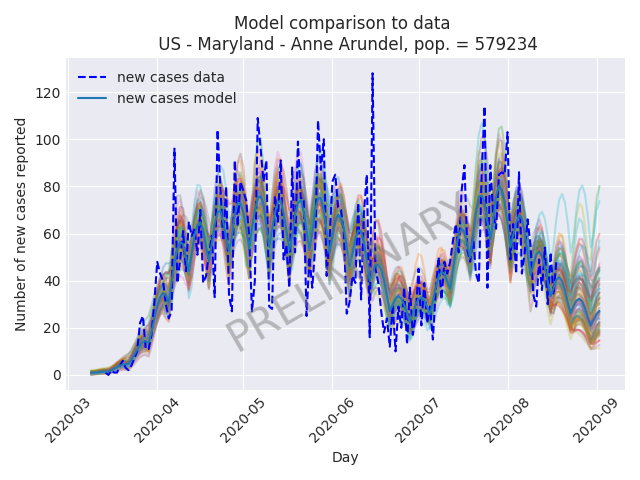 Model comparison to data
US - Maryland - Anne Arundel, pop. = 579234
new cases data
new cases model
120
100
80
60
40
20
0
Number of new cases reported
PRELIMINARY
2020-03
2020-04
2020-05
2020-06
2020-07
2020-08
2020-09
Day